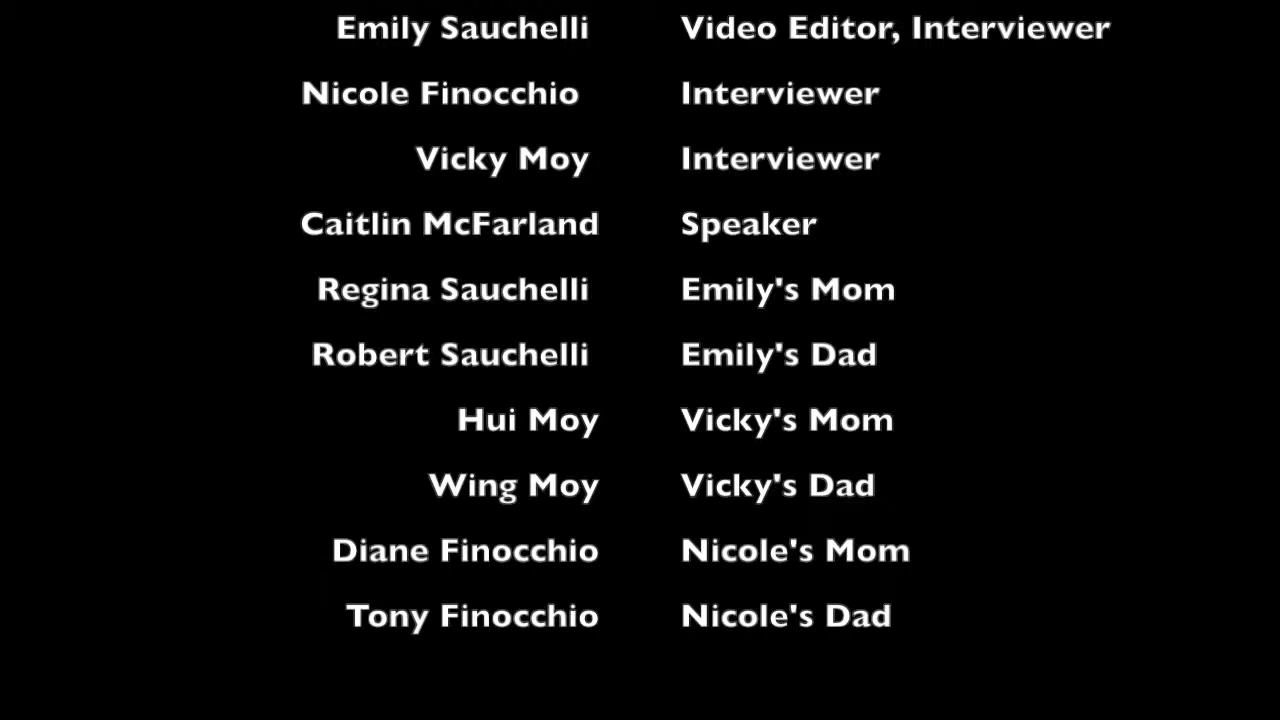 Emily Sauchelli Video Editor, Interviewer
Nicole Finocchio Interviewer
Vicky Moy Interviewer
Caitlin McFarland Speaker
Regina Sauchelli Emily's Mom
Robert Sauchelli Emily's Dad
Hui Moy Vicky's Mom
Wing Moy Vicky's Dad
Diane Finocchio Nicole's Mom
Tony Finocchio Nicole's Dad